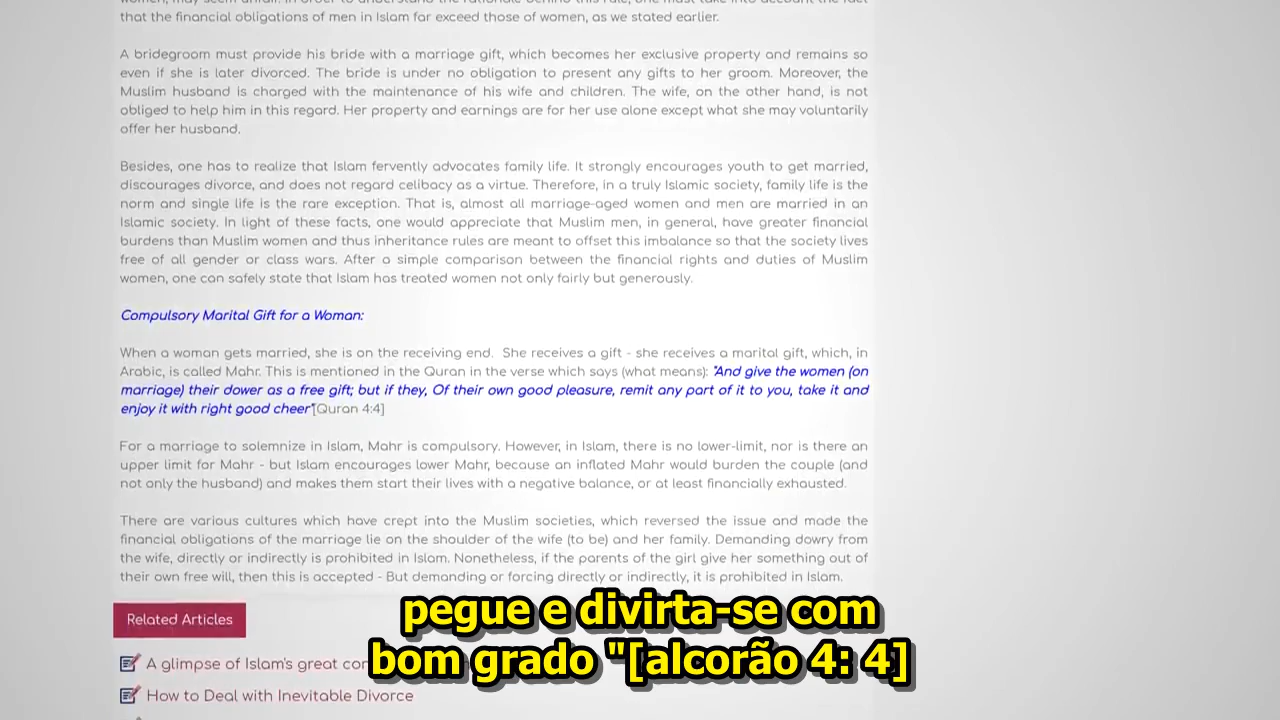 women, may seem unfair. In order to understand the rationale behind this rule, one must take into account the fact
that the financial obligations of men in Islam far exceed those of women, as we stated earlier.
A bridegroom must provide his bride with a marriage gift, which becomes her exclusive property and remains so
even if she is later divorced. The bride is under no obligation to present any gifts to her groom. Moreover, the
Muslim husband is charged with the maintenance of his wife and children. The wife, on the other hand, is not
obliged to help him in this regard. Her property and earnings are for her use alone except what she may voluntarily
offer her husband.
Besides, one has to realize that Islam fervently advocates family life. It strongly encourages youth to get married,
discourages divorce, and does not regard celibacy as a virtue. Therefore, in a truly Islamic society, family life is the
norm and single life is the rare exception. That is, almost all marriage-aged women and men are married in an
Islamic society. In light of these facts, one would appreciate that Muslim men, in general, have greater financial
burdens than Muslim women and thus inheritance rules are meant to offset this imbalance so that the society lives
free of all gender or class wars. After a simple comparison between the financial rights and duties of Muslim
women, one can safely state that Islam has treated women not only fairly but generously.
Compulsory Marital Gift for a Woman:
When a woman gets married, she is on the receiving end. She receives a gift - she receives a marital gift, which, in
Arabic, is called Mahr. This is mentioned in the Quran in the verse which says (what means): "And give the women (on
marriage) their dower as a free gift; but if they, Of their own good pleasure, remit any part of it to you, take it and
enjoy it with right good cheer"[Quran 4:4]
For a marriage to solemnize in Islam, Mahr is compulsory. However, in Islam, there is no lower-limit, nor is there an
upper limit for Mahr - but Islam encourages lower Mahr, because an inflated Mahr would burden the couple (and
not only the husband) and makes them start their lives with a negative balance, or at least financially exhausted.
There are various cultures which have crept into the Muslim societies, which reversed the issue and made the
financial obligations of the marriage lie on the shoulder of the wife (to be) and her family. Demanding dowry from
the wife, directly or indirectly is prohibited in Islam. Nonetheless, if the parents of the girl give her something out of
their own free will, then this is accepted - But demanding or forcing directly or indirectly, it is prohibited in Islam.
Related Articles
pegue e divirta-se com
bom grado "[alcorão 4: 4]
A glimpse of Islam's great
How to Deal with Inevitable Divorce